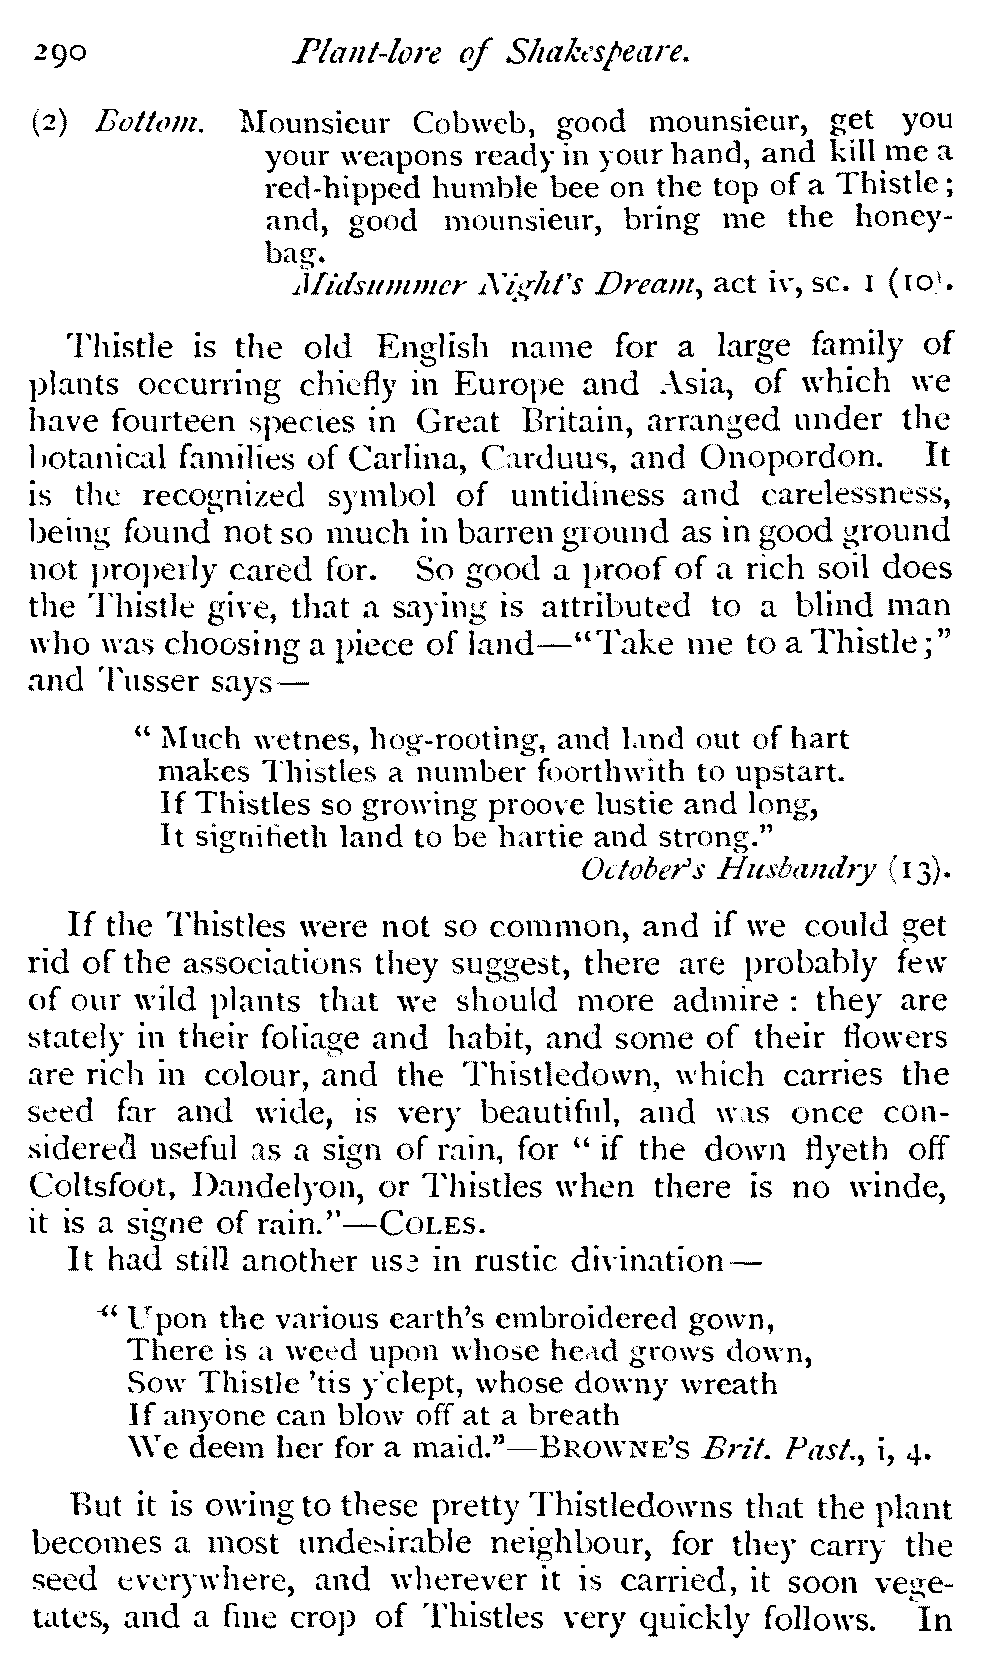 290 Plant-lore of Shakespeare.
(2) Bottom. Mounsieur Cobweb, good mounsieur, get you
your weapons ready in your hand, and kill me a
red-hipped humble bee on the top of a Thistle;
and, good mounsieur, bring me the honey-
bag.
Midsummer Night's Dream, act iv, sc. 1 (10).
Thistle is the old English name for a large family of
plants occurring chiefly in Europe and Asia, of which we
have fourteen species in Great Britain, arranged under the
botanical families of Carlina, Carduus, and Onopordon. It
is the recognized symbol of untidiness and carelessness,
being found not so much in barren ground as in good ground
not properly cared for. So good a proof of a rich soil does
the Thistle give, that a saying is attributed to a blind man
who was choosing a piece of land—"Take me to a Thistle;"
and Tusser says—
"Much wetnes, hog-rooting, and land out of hart
makes Thistles a number foorthwith to upstart.
If Thistles so growing proove lustie and long,
It signifieth land to be hartie and strong."
October's Husbandry (13).
If the Thistles were not so common, and if we could get
rid of the associations they suggest, there are probably few
of our wild plants that we should more admire : they are
stately in their foliage and habit, and some of their flowers
are rich in colour, and the Thistledown, which carries the
seed far and wide, is very beautiful, and was once con-
sidered useful as a sign of rain, for "if the down flyeth off
Coltsfoot, Dandelyon, or Thistles when there is no winde,
it is a signe of rain."—COLES.
It had still another use in rustic divination—
"Upon the various earth's embroidered gown,
There is a weed upon whose head grows down,
Sow Thistle 'tis y'clept, whose downy wreath
If anyone can blow off at a breath
We deem her for a maid."—BROWNE'S Brit. Past., i, 4.
But it is owing to these pretty Thistledowns that the plant
becomes a most undesirable neighbour, for they carry the
seed everywhere, and wherever it is carried, it soon vege-
tates, and a fine crop of Thistles very quickly follows. In